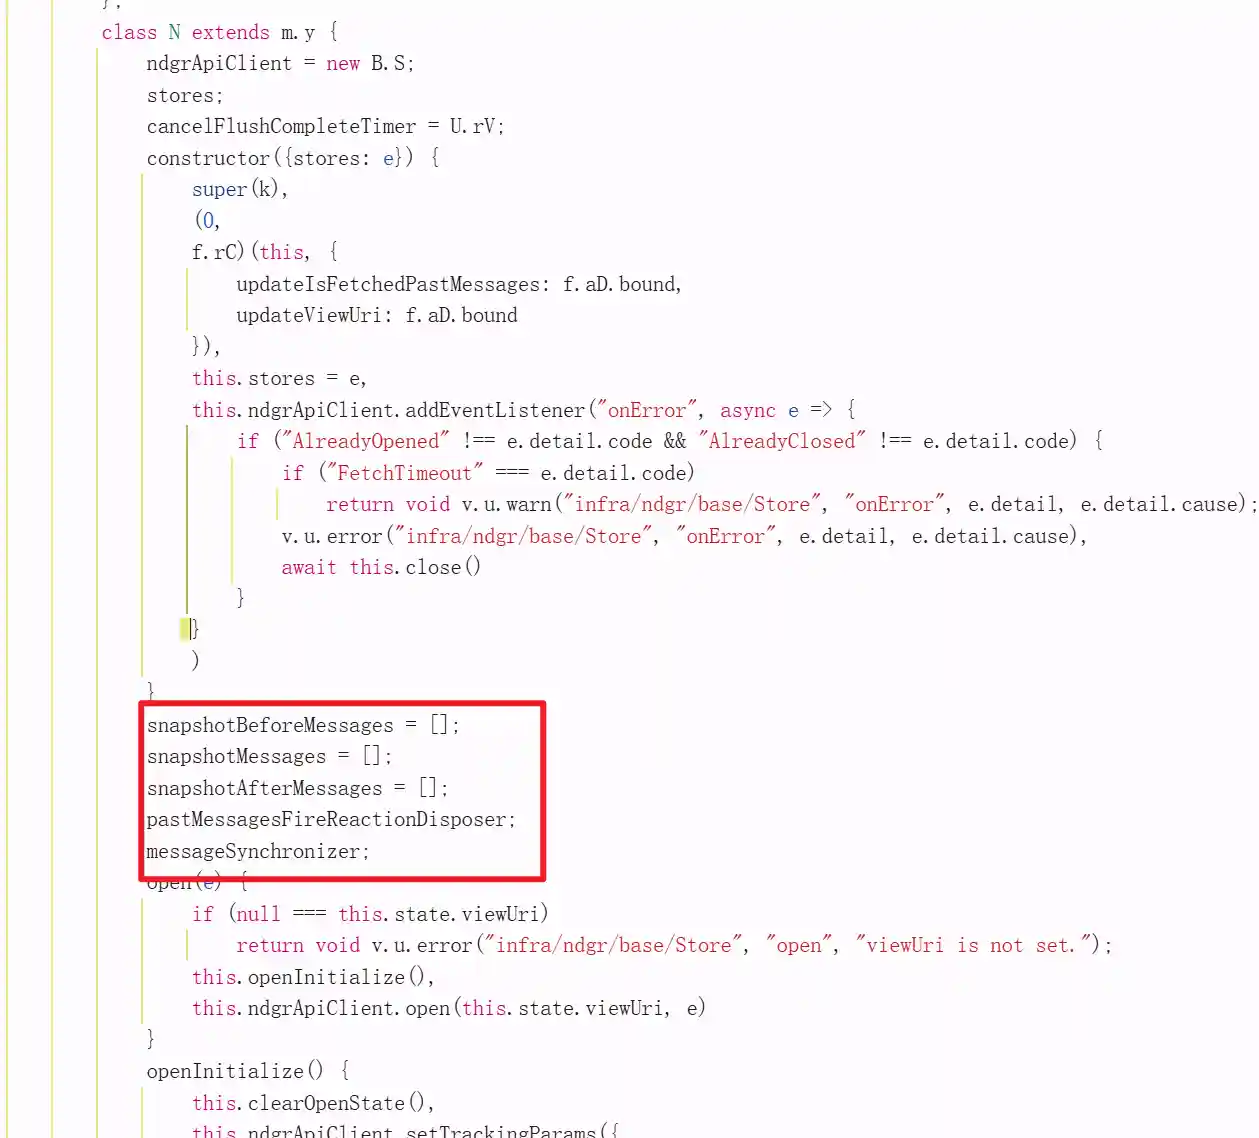 };
class N extends m.y {
ndgrApiClient = new B.S;
stores;
cancelFlushCompleteTimer = U.rV;
constructor({stores: e}) {
super(k),
(0,
f.rC)(this, {
updateIsFetchedPastMessages: f.aD.bound,
updateViewUri: f.aD.bound
}),
this.stores = e,
this.ndgrApiClient.addEventListener("onError", async e => {
if ("AlreadyOpened" !== e.detail.code && "AlreadyClosed" !== e.detail.code) {
if ("FetchTimeout" === e.detail.code)
return void v.u.warn("infra/ndgr/base/Store", "onError", e.detail, e.detail.cause);
v.u.error("infra/ndgr/base/Store", "onError", e.detail, e.detail.cause),
await this.close()
}
}
)
}
snapshotBeforeMessages = [];
snapshotMessages = [];
snapshotAfterMessages = [];
pastMessagesFireReactionDisposer;
messageSynchronizer;
open(e) {
if (null === this.state.viewUri)
return void v.u.error("infra/ndgr/base/Store", "open", "viewUri is not set.");
this.openInitialize(),
this.ndgrApiClient.open(this.state.viewUri, e)
}
openInitialize() {
this.clearOpenState(),
this.ndgrApiClient.setTrackingParams({